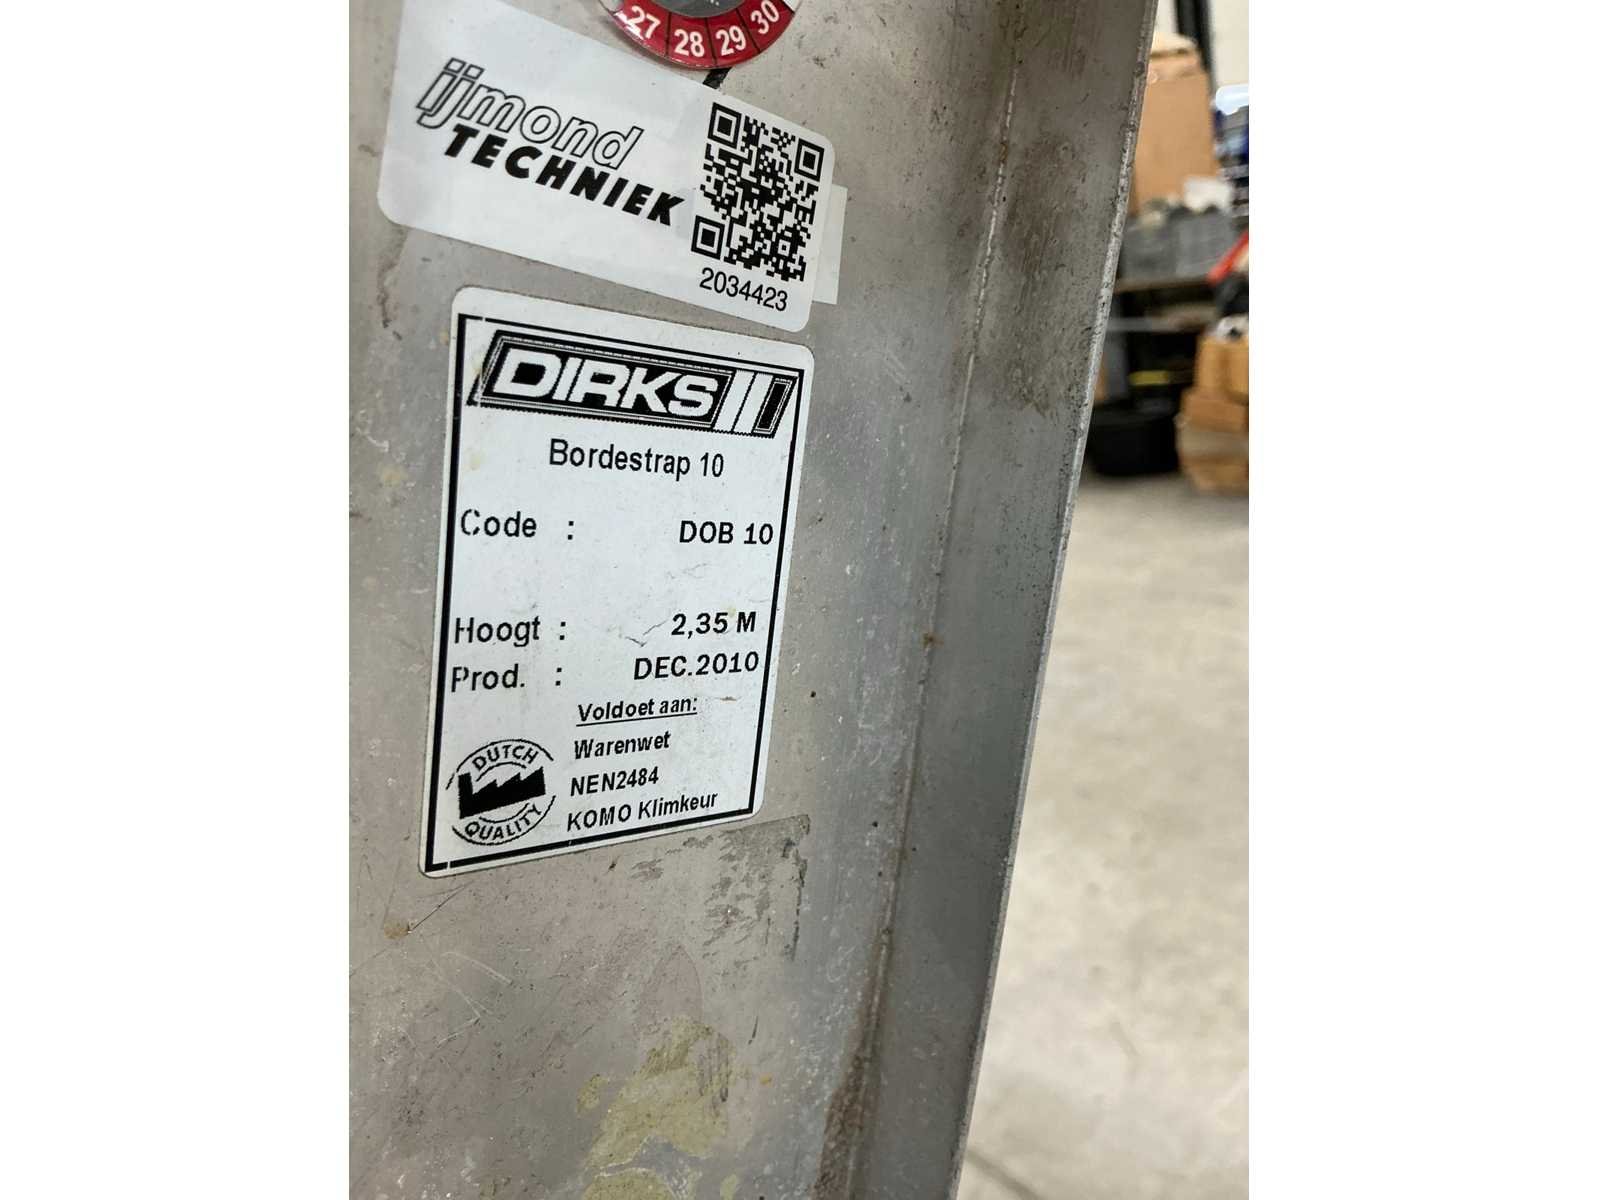 27 28 29 30
ijmond
TECHNIEK
2034423
DIRKS
Bordestrap 10
Code : DOB 10
Hoogt : 2,35 M
Prod. : DEC.2010
Voldoet aan:
Warenwet
NEN2484
KOMO Klimkeur
DUTCH
QUALITY